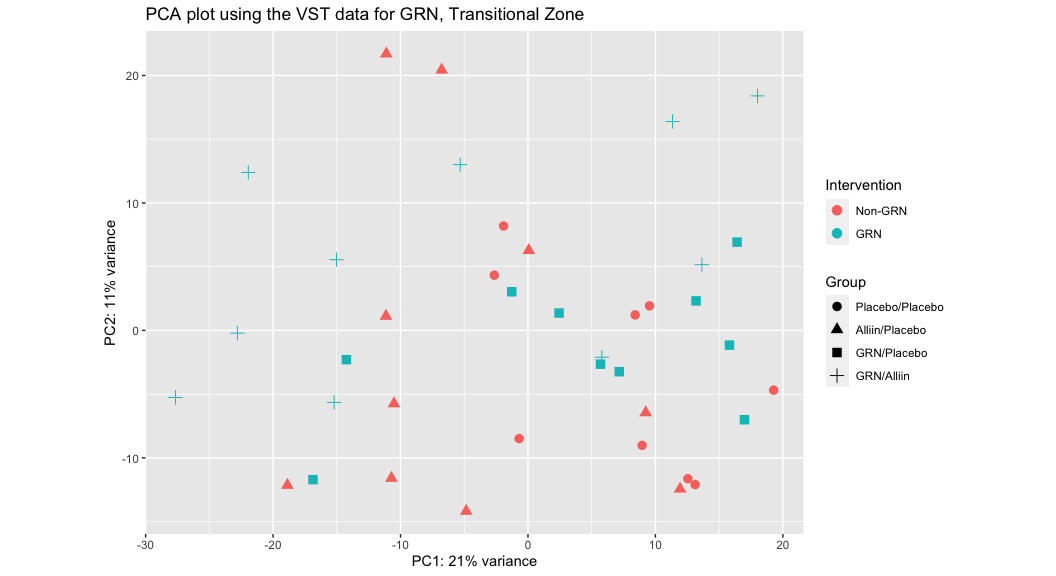 PCA plot using the VST data for GRN, Transitional Zone
20
10
0
-10
PC2: 11% variance
-30
-20
-10
0
10
20
PC1: 21% variance
Intervention
Non-GRN
GRN
Group
Placebo/Placebo
Alliin/Placebo
GRN/Placebo
GRN/Alliin